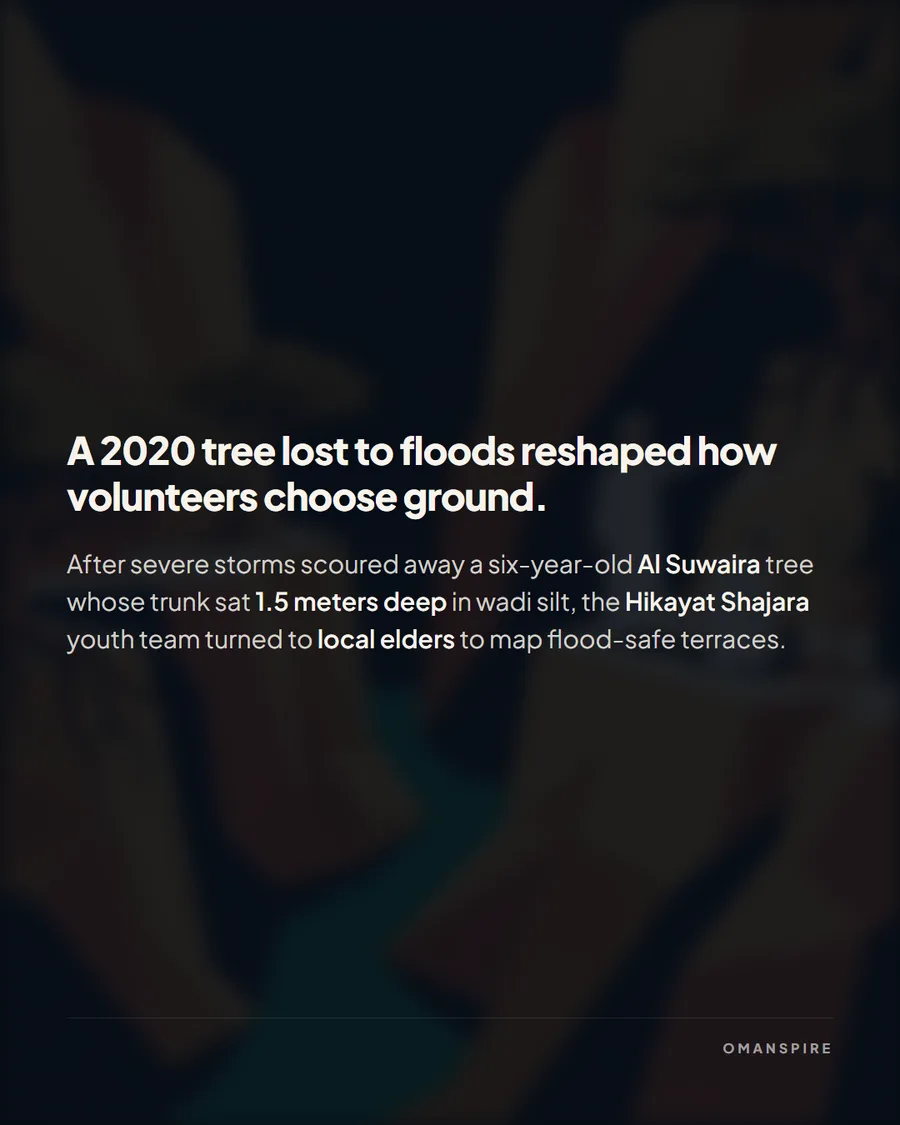 A 2020 tree lost to floods reshaped how
volunteers choose ground.
After severe storms scoured away a six-year-old Al Suwaira tree
whose trunk sat 1.5 meters deep in wadi silt, the Hikayat Shajara
youth team turned to local elders to map flood-safe terraces.
OMANSPIRE